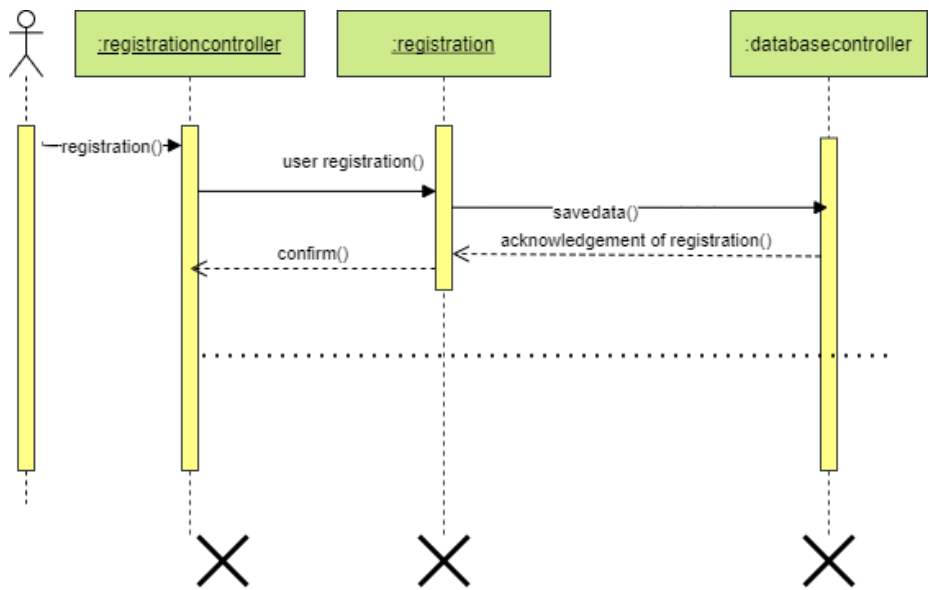 :registrationcontroller
:registration
:databasecontroller
registration()
user registration()
savedata()
acknowledgement of registration()
confirm()